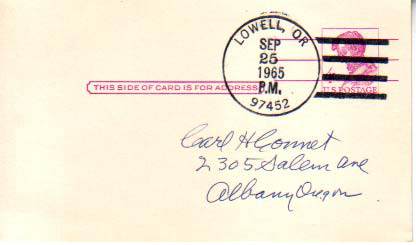 LOWELL, OR
SEP
25
1965
P.M.
97452
THIS SIDE OF CARD IS FOR ADDRESS
U.S. POSTAGE
Carl H Connet
2305 Salem Ave
Albany Oregon